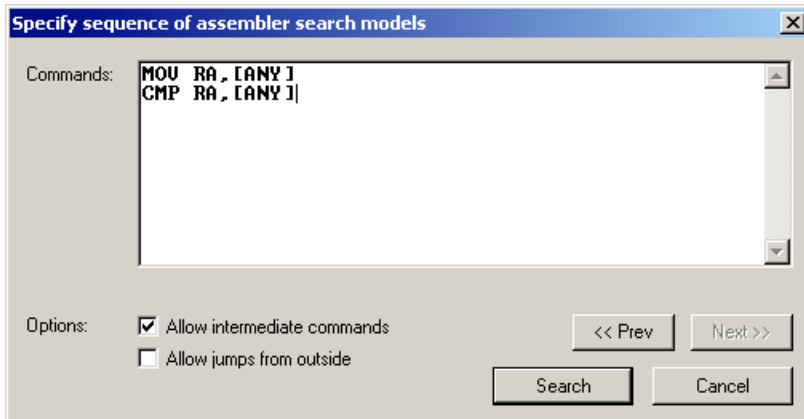 Specify sequence of assembler search models
Commands:
MOV RA,[ANY]
CMP RA,[ANY]
Options:
Allow intermediate commands
Allow jumps from outside
<< Prev
Next >>
Search
Cancel